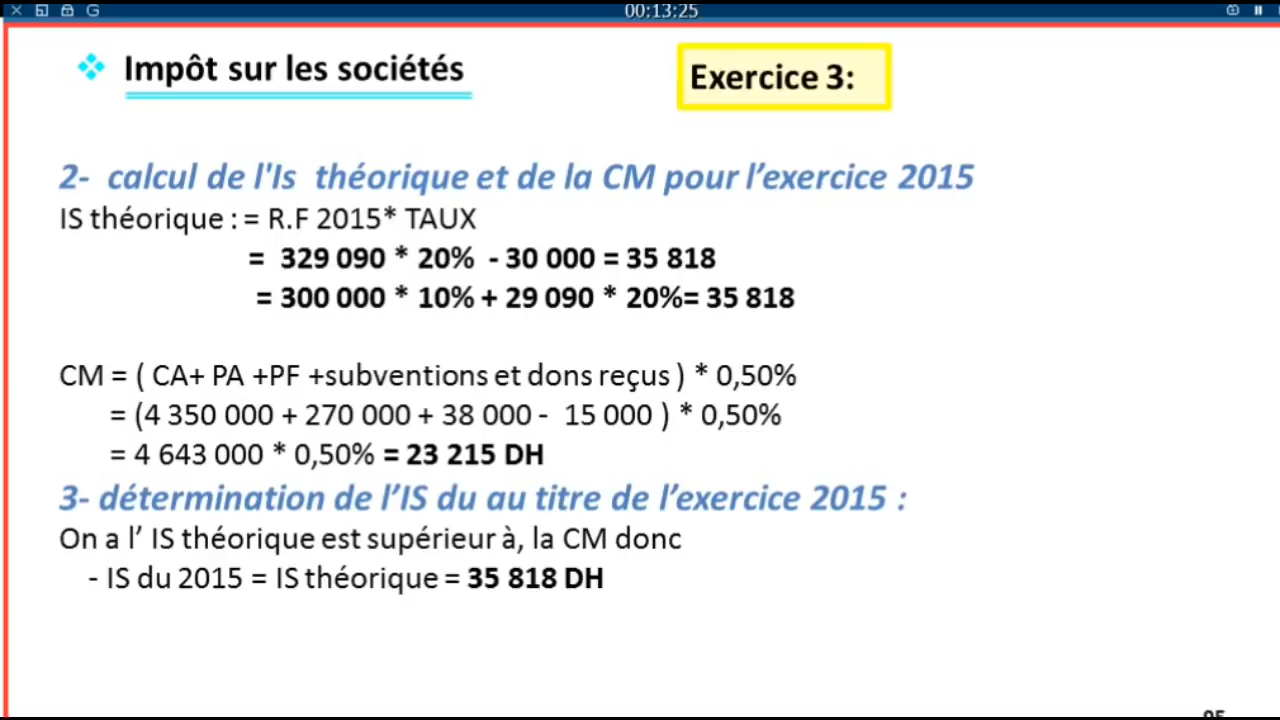 00:13:25
Impôt sur les sociétés
Exercice 3:
2- calcul de l'Is théorique et de la CM pour l’exercice 2015
IS théorique : = R.F 2015* TAUX
= 329 090 * 20% - 30 000 = 35 818
= 300 000 * 10% + 29 090 * 20%= 35 818
CM = ( CA+ PA +PF +subventions et dons reçus ) * 0,50%
= (4 350 000 + 270 000 + 38 000 - 15 000 ) * 0,50%
= 4 643 000 * 0,50% = 23 215 DH
3- détermination de l’IS du au titre de l’exercice 2015 :
On a l’ IS théorique est supérieur à, la CM donc
- IS du 2015 = IS théorique = 35 818 DH